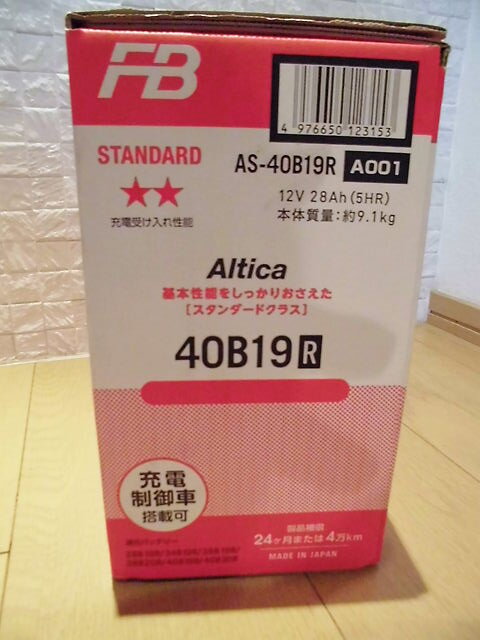 FB
4 976650 123153
STANDARD
★★
充電受け入れ性能
AS-40B19R A001
12V 28Ah (5HR)
本体質量:約9.1kg
Altica
基本性能をしっかりおさえた
[スタンダードクラス]
40B19 R
充電
制御車
搭載可
製品補償
24ヶ月または4万km
MADE IN JAPAN